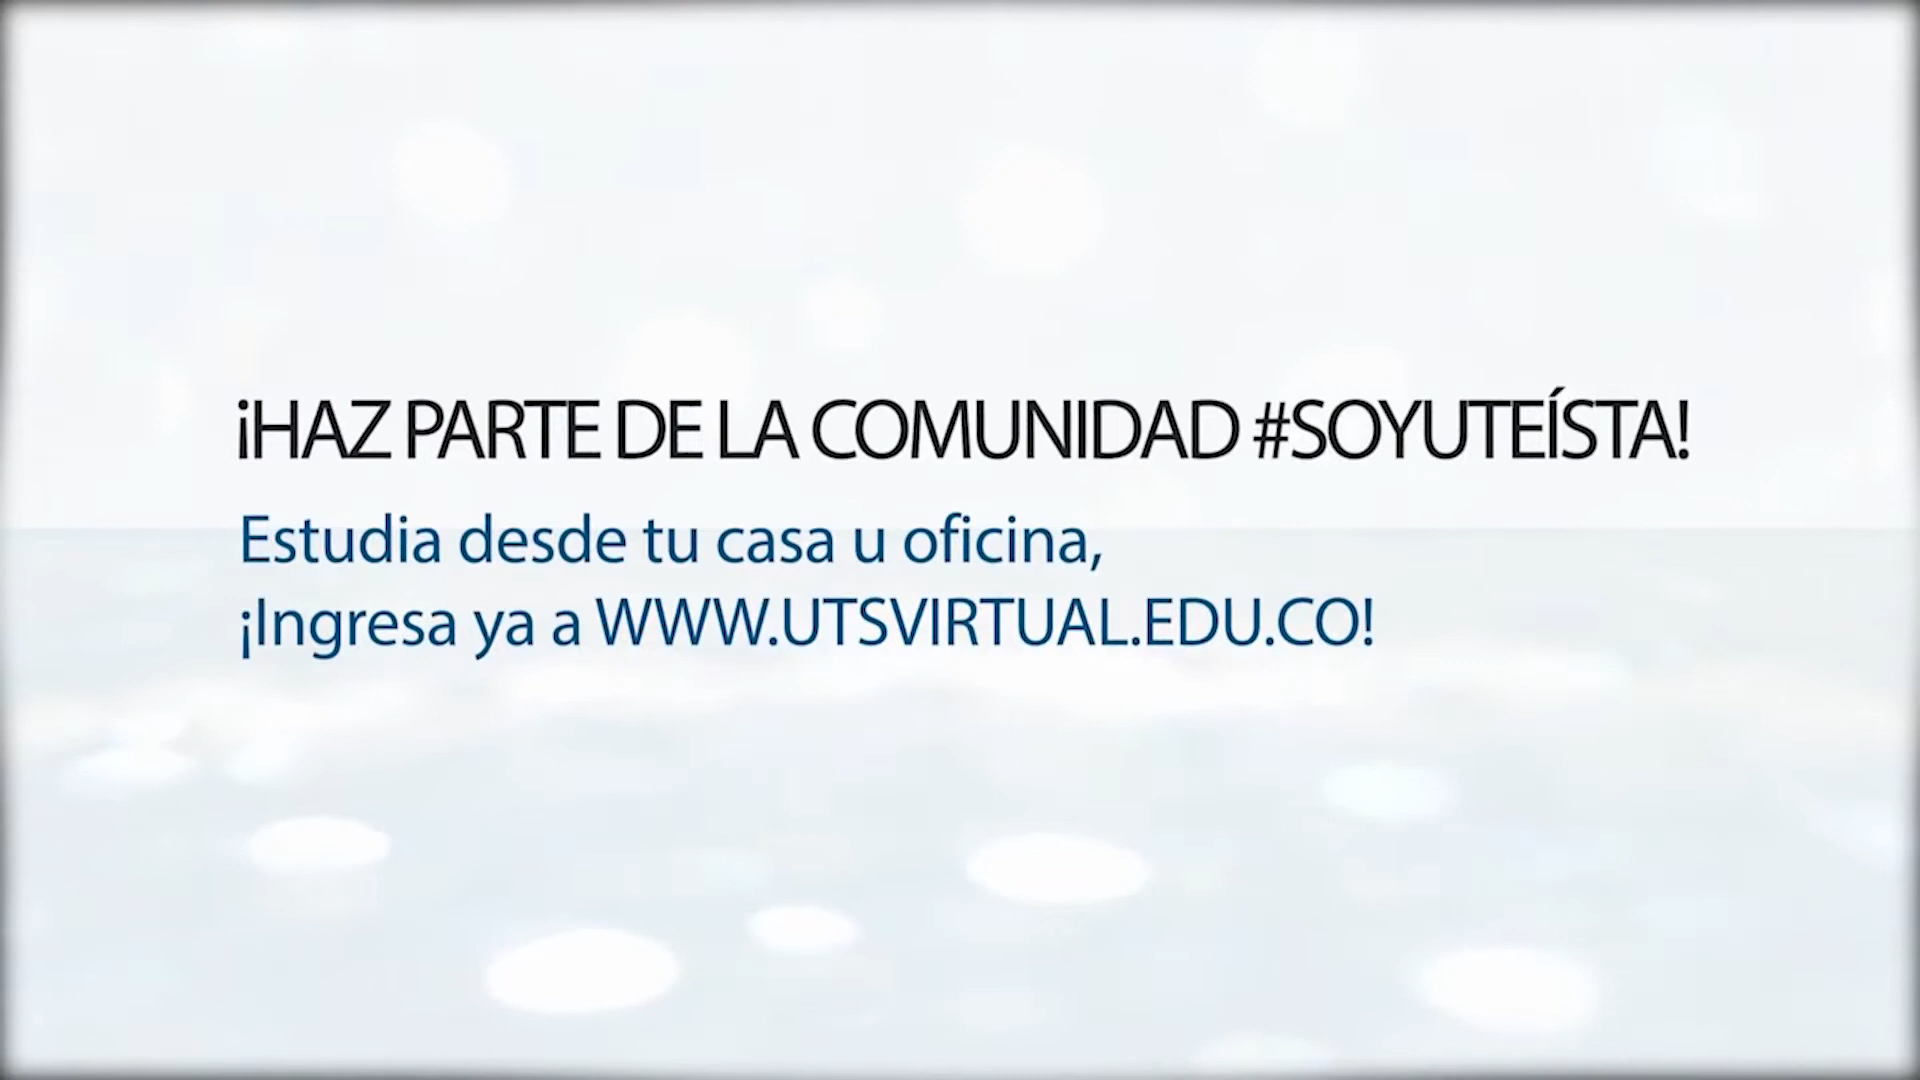 ¡HAZ PARTE DE LA COMUNIDAD #SOYUTEÍSTA!
Estudia desde tu casa u oficina,
¡Ingresa ya a WWW.UTSVIRTUAL.EDU.CO!